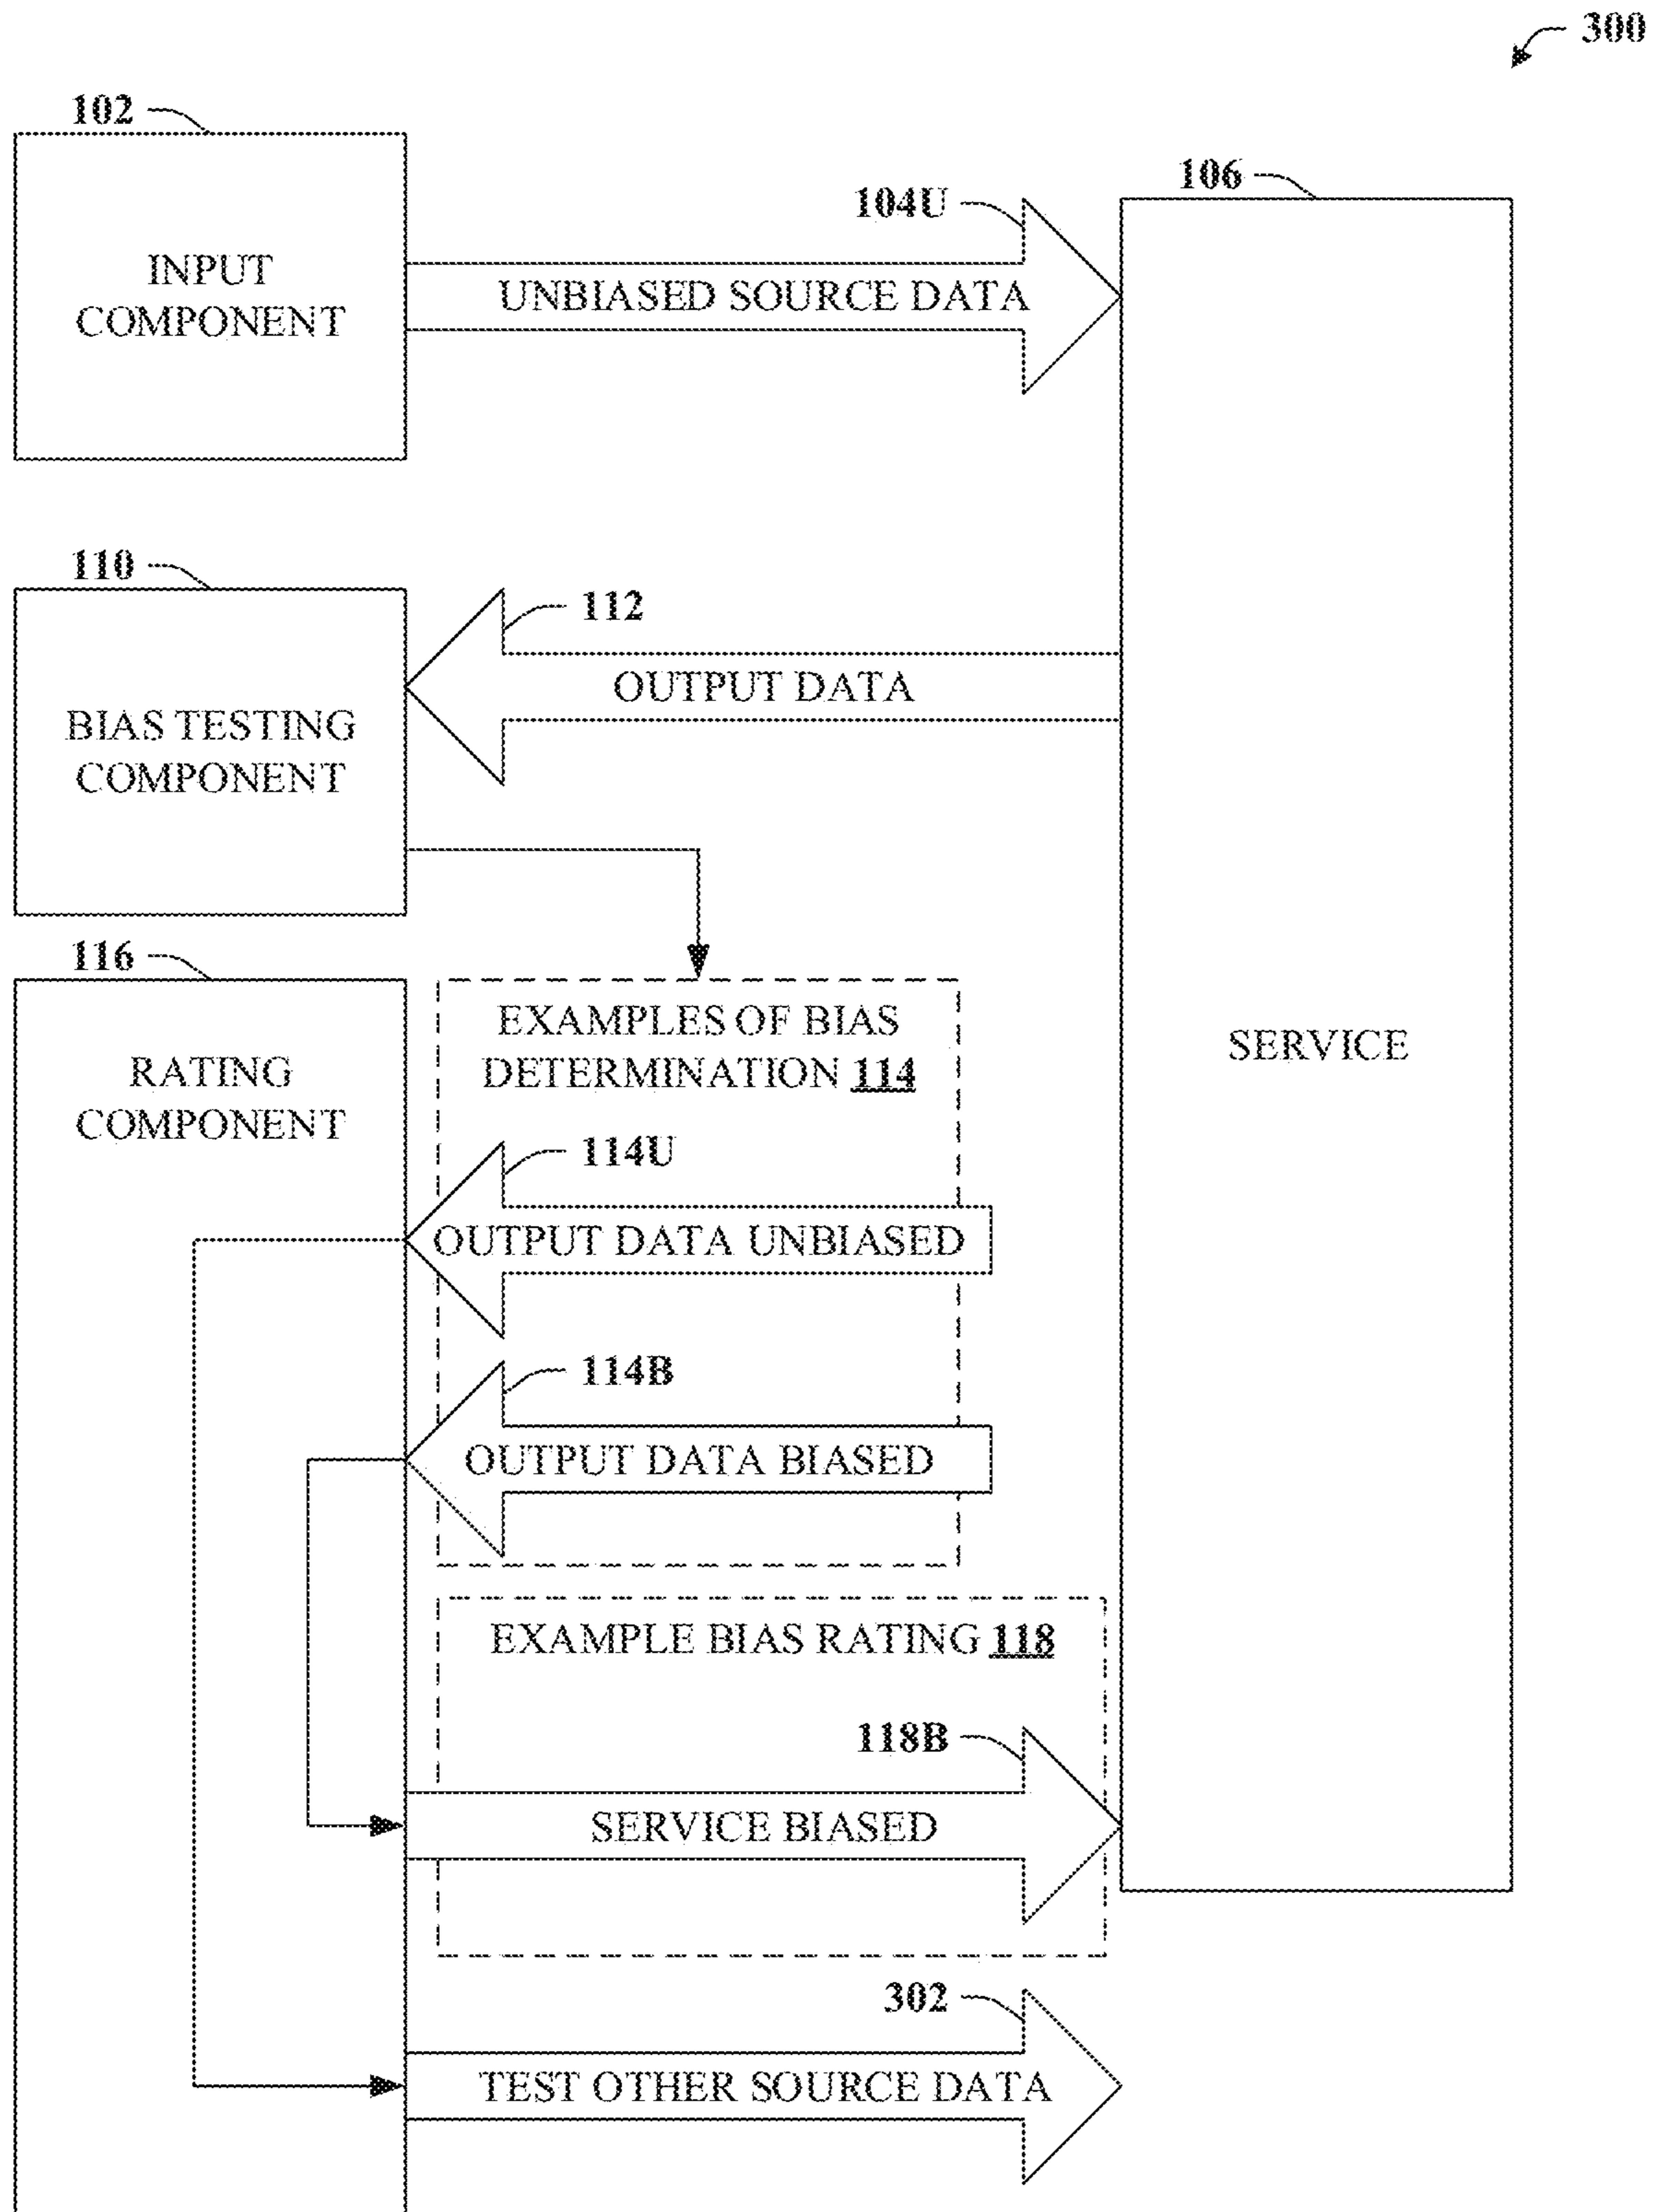 300
102
INPUT
COMPONENT
104U
UNBIASED SOURCE DATA
106
SERVICE
110
BIAS TESTING
COMPONENT
112
OUTPUT DATA
116
RATING
COMPONENT
EXAMPLES OF BIAS
DETERMINATION 114
114U
OUTPUT DATA UNBIASED
114B
OUTPUT DATA BIASED
EXAMPLE BIAS RATING 118
118B
SERVICE BIASED
302
TEST OTHER SOURCE DATA